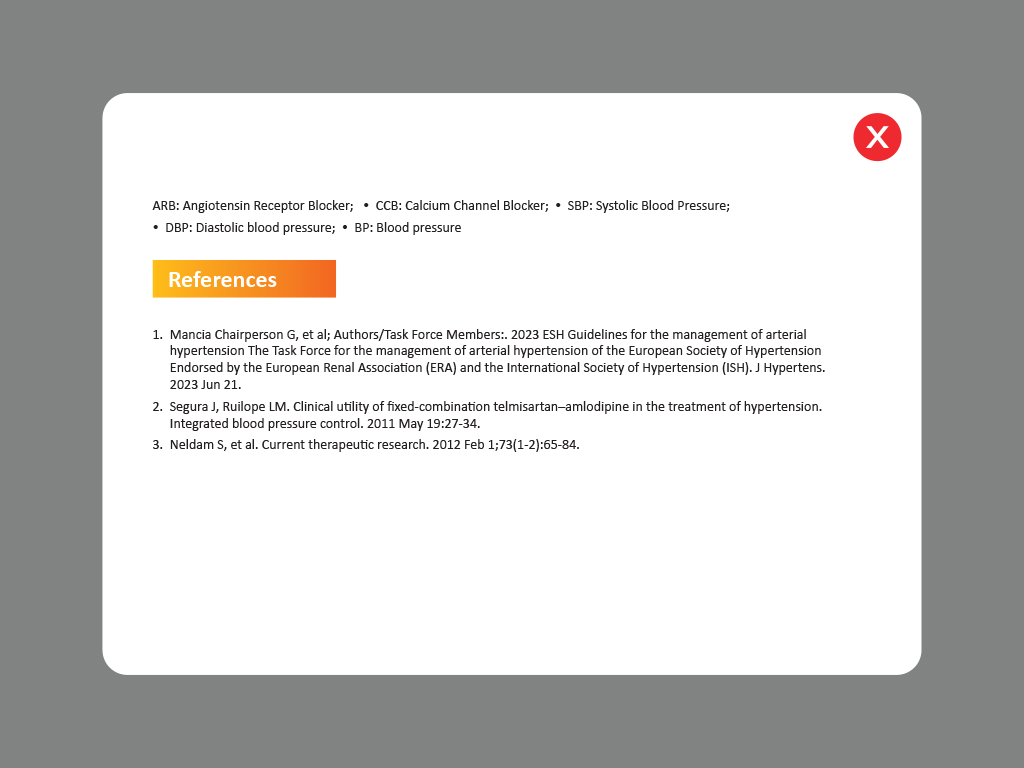 X
ARB: Angiotensin Receptor Blocker; • CCB: Calcium Channel Blocker; • SBP: Systolic Blood Pressure;
• DBP: Diastolic blood pressure; • BP: Blood pressure
References
1. Mancia Chairperson G, et al; Authors/Task Force Members:. 2023 ESH Guidelines for the management of arterial
hypertension The Task Force for the management of arterial hypertension of the European Society of Hypertension
Endorsed by the European Renal Association (ERA) and the International Society of Hypertension (ISH). J Hypertens.
2023 Jun 21.
2. Segura J, Ruilope LM. Clinical utility of fixed-combination telmisartan–amlodipine in the treatment of hypertension.
Integrated blood pressure control. 2011 May 19:27-34.
3. Neldam S, et al. Current therapeutic research. 2012 Feb 1;73(1-2):65-84.